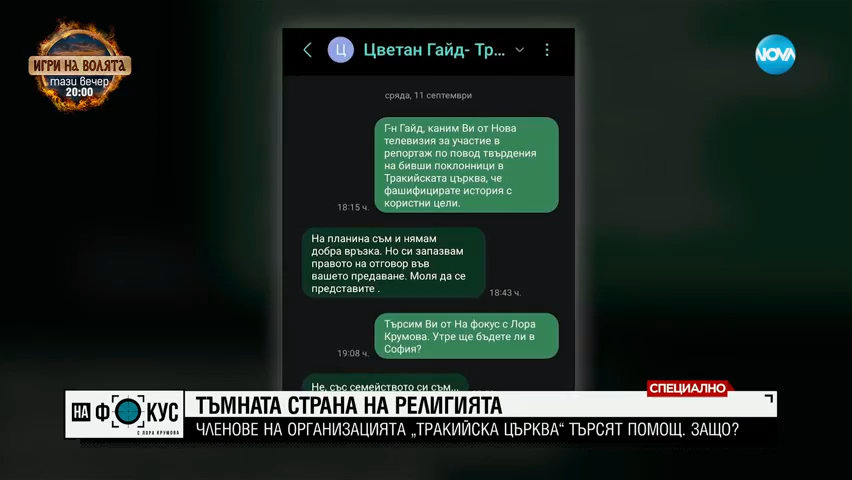 ИГРИ НА ВОЛЯТА
тази вечер
20:00
Ц
Цветан Гайд- Тр...
NOVA
сряда, 11 септември
Г-н Гайд, каним Ви от Нова
телевизия за участие в
репортаж по повод твърдения
на бивши поклонници в
Тракийската църква, че
фашифицирате история с
користни цели.
18:15 ч.
На планина съм и нямам
добра връзка. Но си запазвам
правото на отговор във
вашето предаване. Моля да се
представите .
18:43 ч.
Търсим Ви от На фокус с Лора
Крумова. Утре ще бъдете ли в
София?
19:08 ч.
Не, със семейството си съм...
СПЕЦИАЛНО
НА ФОКУС
С ЛОРА КРУМОВА
ТЪМНАТА СТРАНА НА РЕЛИГИЯТА
ЧЛЕНОВЕ НА ОРГАНИЗАЦИЯТА „ТРАКИЙСКА ЦЪРКВА“ ТЪРСЯТ ПОМОЩ. ЗАЩО?